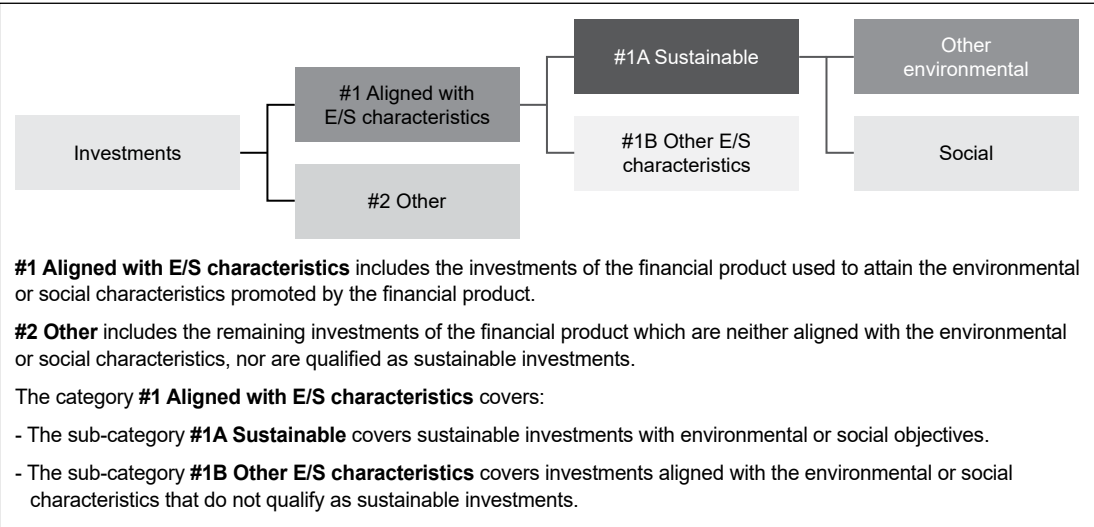 Investments
#1 Aligned with
E/S characteristics
#2 Other
#1A Sustainable
#1B Other E/S
characteristics
Other
environmental
Social
#1 Aligned with E/S characteristics includes the investments of the financial product used to attain the environmental
or social characteristics promoted by the financial product.
#2 Other includes the remaining investments of the financial product which are neither aligned with the environmental
or social characteristics, nor are qualified as sustainable investments.
The category #1 Aligned with E/S characteristics covers:
- The sub-category #1A Sustainable covers sustainable investments with environmental or social objectives.
- The sub-category #1B Other E/S characteristics covers investments aligned with the environmental or social
characteristics that do not qualify as sustainable investments.